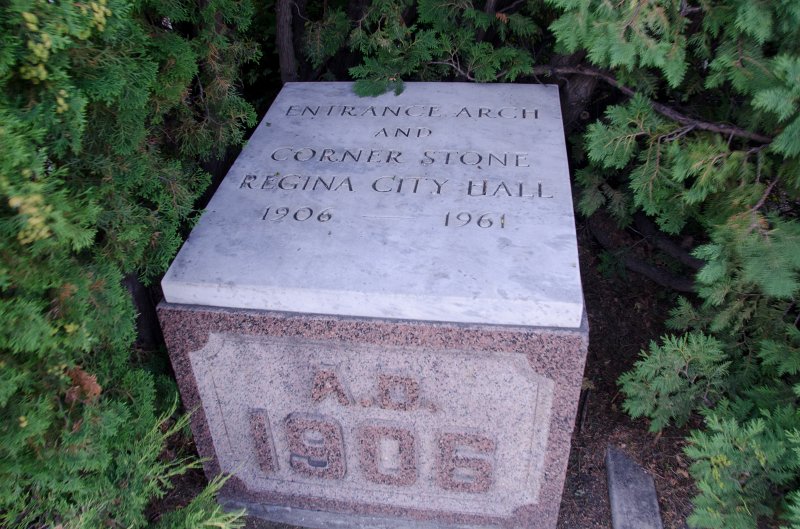 ENTRANCE ARCH
AND
CORNER STONE
REGINA CITY HALL
1906 — 1961
A.D.
1906